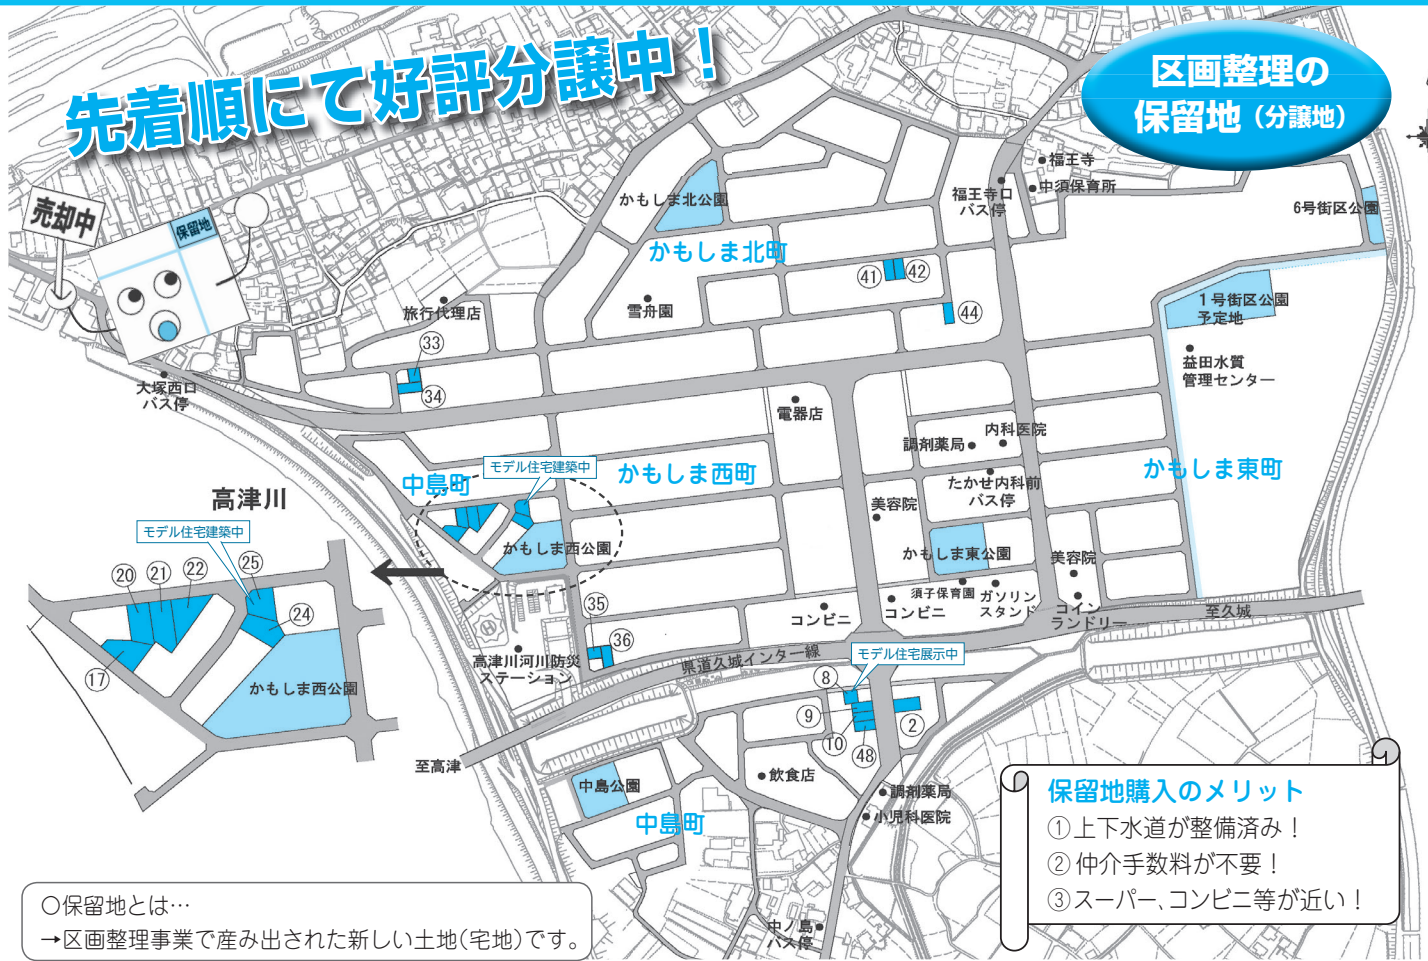 先着順にて好評分譲中！
区画整理の
保留地（分譲地）
売却中
保留地
福王寺
中須保育所
福王寺口
バス停
6号街区公園
かもしま北公園
かもしま北町
㊶
㊷
㊹
雪舟園
旅行代理店
1号街区公園
予定地
益田水質
管理センター
大塚西口
バス停
㉝
㉞
電器店
内科医院
調剤薬局
たかせ内科前
バス停
かもしま西町
かもしま東町
中島町
モデル住宅建築中
高津川
モデル住宅建築中
美容院
かもしま西公園
かもしま東公園
美容院
⑳
㉑
㉒
㉕
㉔
⑰
かもしま西公園
須子保育園
ガソリン
スタンド
コンビニ
コンビニ
コイン
ランドリー
至久城
㉟
㊱
高津川河川防災
ステーション
県道久城インター線
モデル住宅展示中
⑧
⑨
⑩
㊽
②
至高津
中島公園
飲食店
調剤薬局
小児科医院
中島町
中ノ島
バス停
保留地購入のメリット
①上下水道が整備済み！
②仲介手数料が不要！
③スーパー、コンビニ等が近い！
〇保留地とは…
→区画整理事業で産み出された新しい土地（宅地）です。